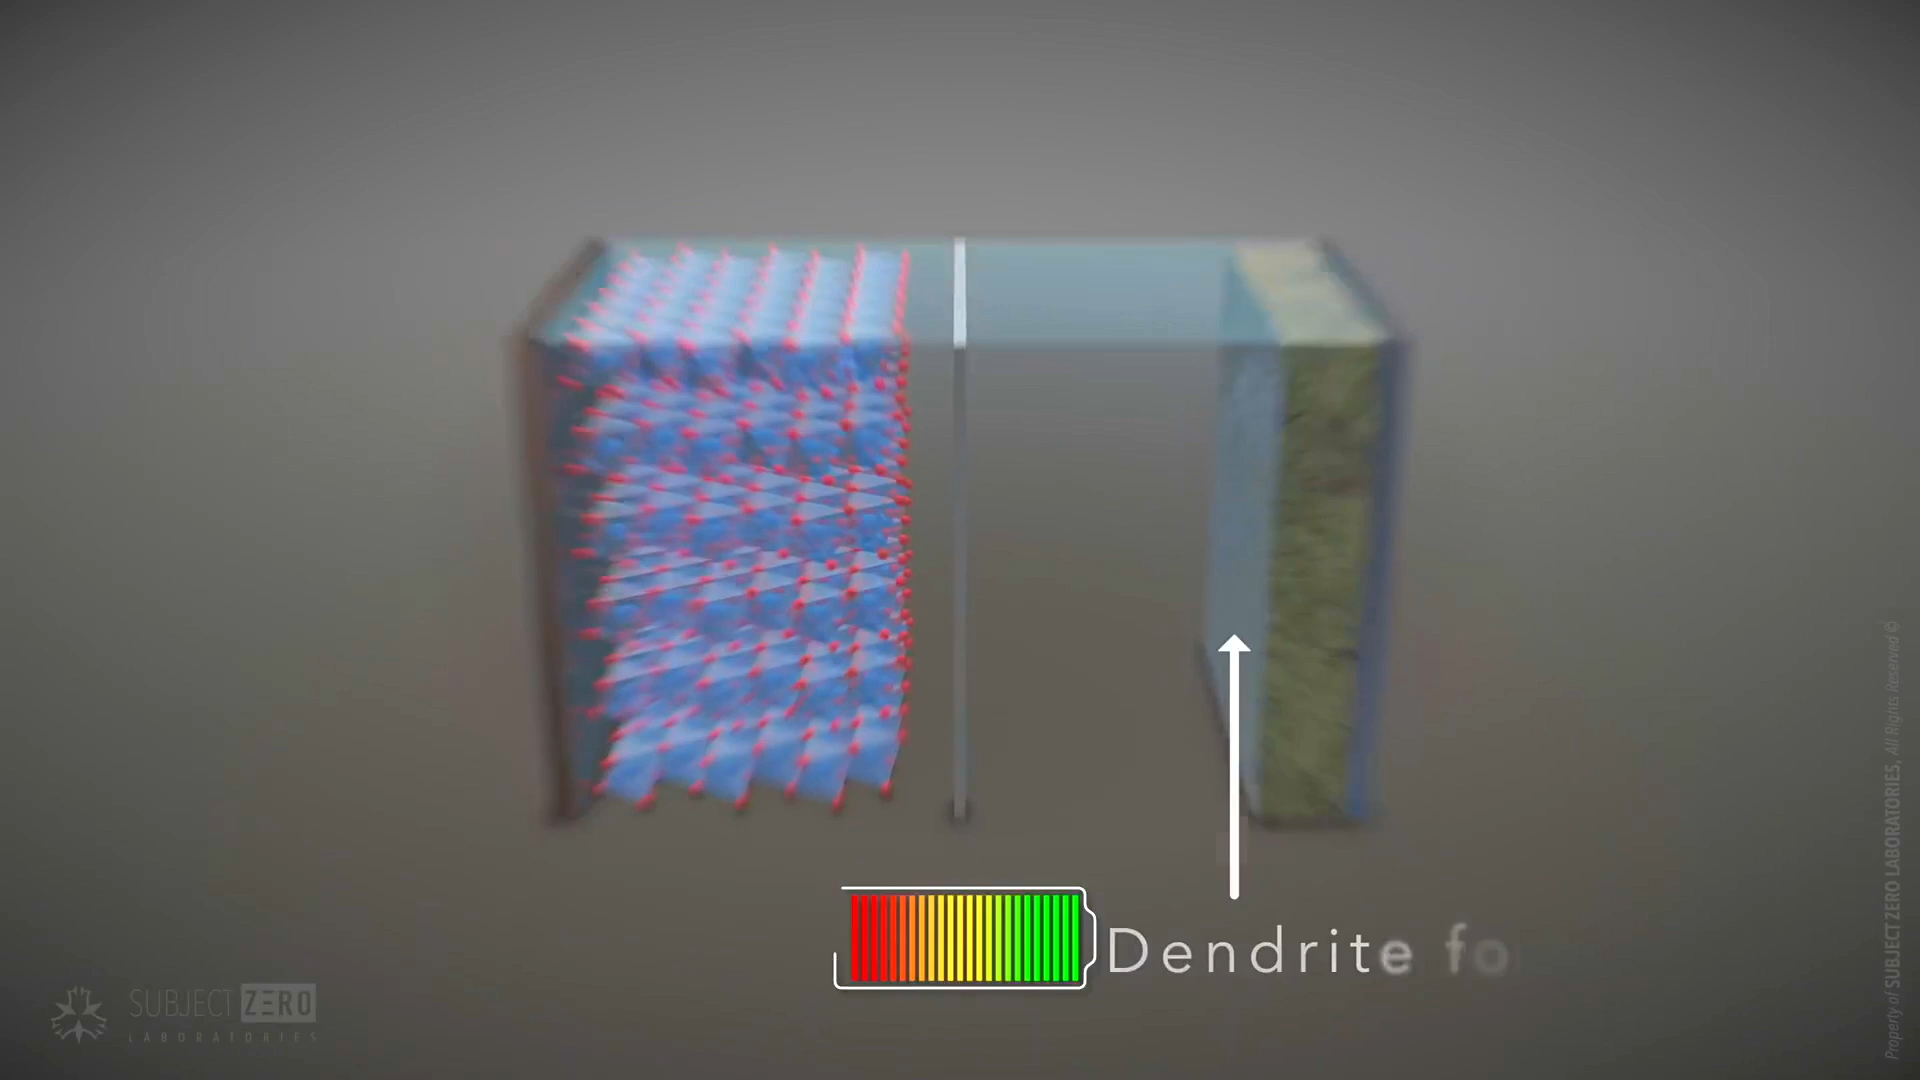 Dendrite fo
SUBJECT ZERO
LABORATORIES
Property of SUBJECT ZERO LABORATORIES, All Rights Reserved ©